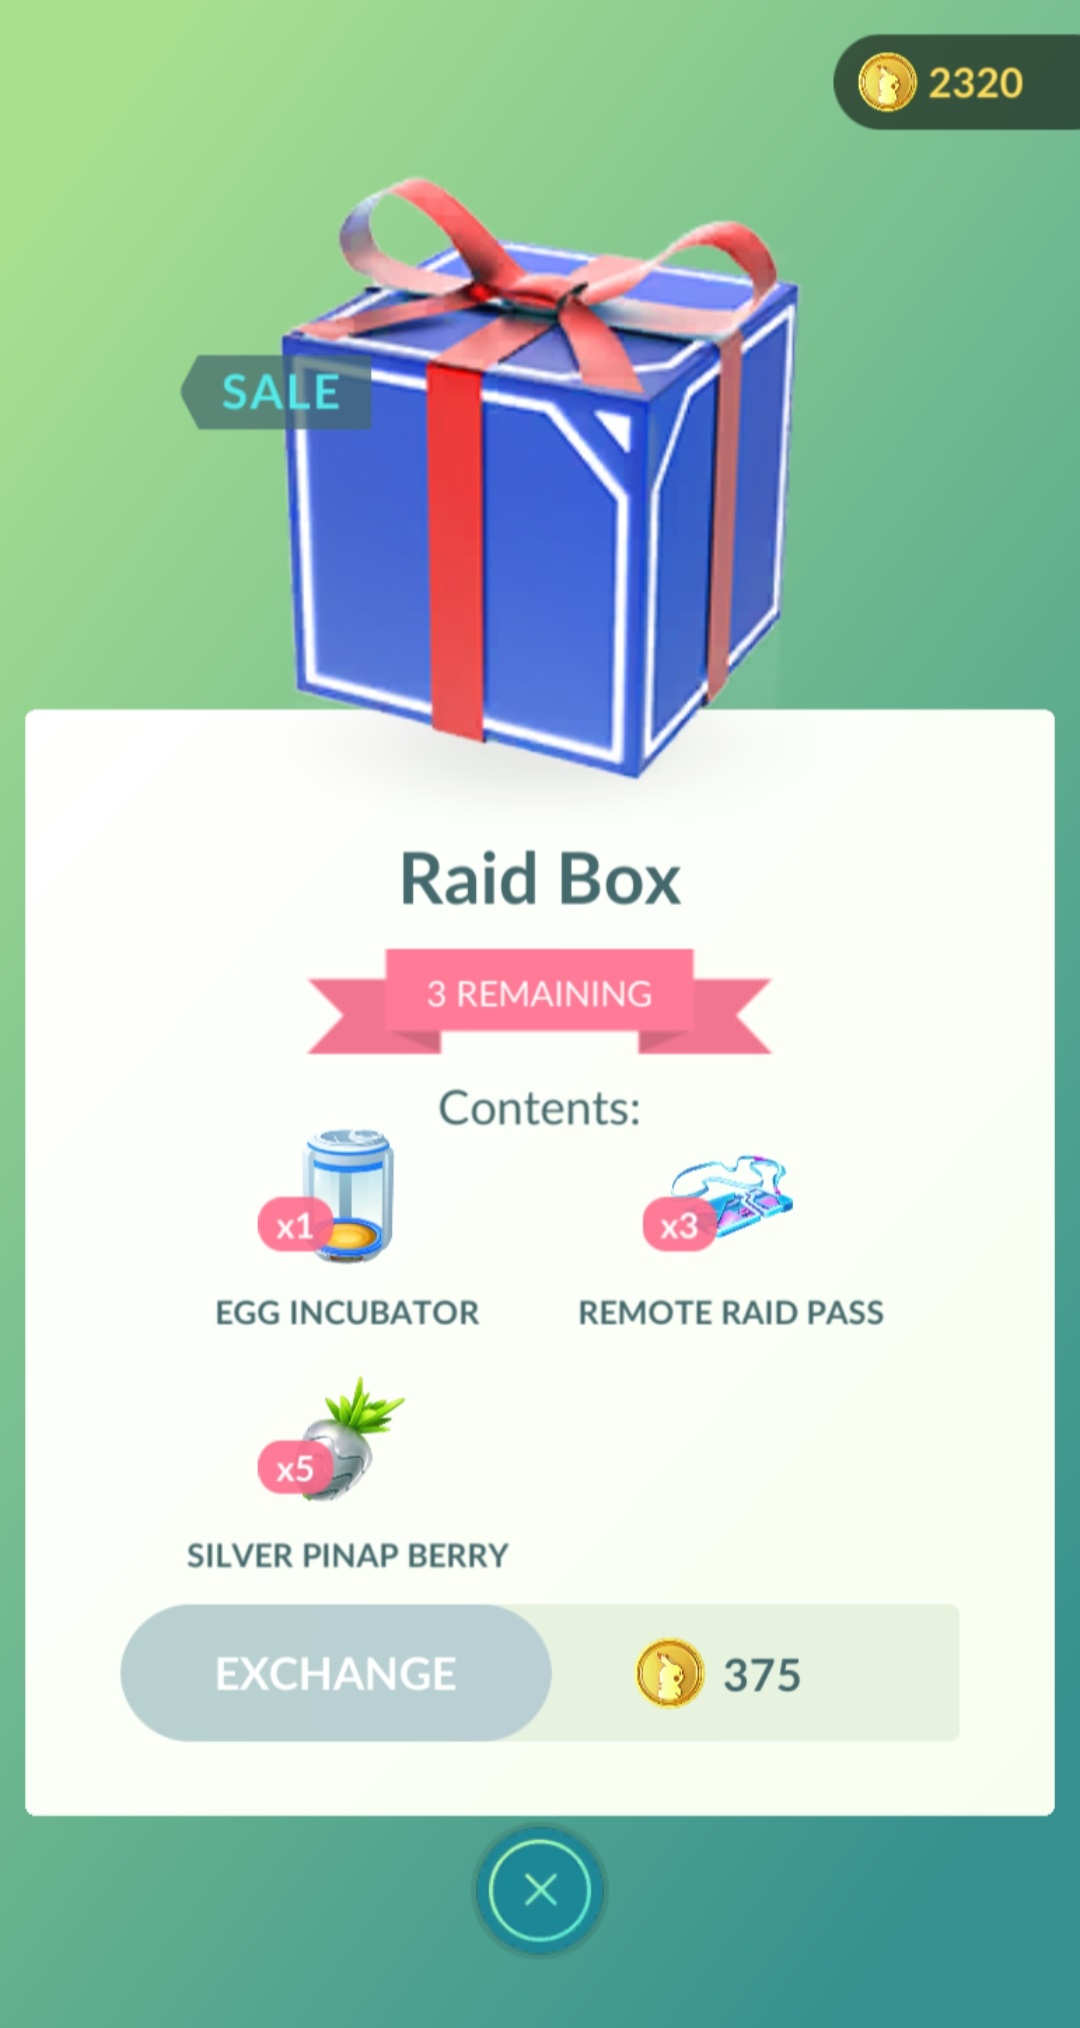 2320
SALE
Raid Box
3 REMAINING
Contents:
x1
x3
EGG INCUBATOR
REMOTE RAID PASS
x5
SILVER PINAP BERRY
EXCHANGE
375